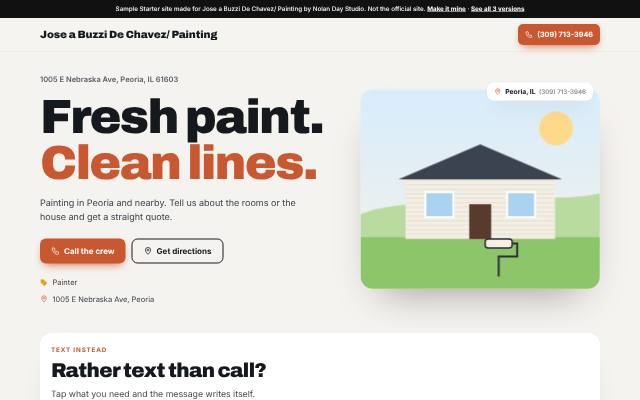 Sample Starter site made for Jose a Buzzi De Chavez/ Painting by Nolan Day Studio. Not the official site. Make it mine · See all 3 versions
Jose a Buzzi De Chavez/ Painting
(309) 713-3946
1005 E Nebraska Ave, Peoria, IL 61603
Fresh paint.
Clean lines.
Painting in Peoria and nearby. Tell us about the rooms or the
house and get a straight quote.
Call the crew
Get directions
Painter
1005 E Nebraska Ave, Peoria
Peoria, IL (309) 713-3946
TEXT INSTEAD
Rather text than call?
Tap what you need and the message writes itself.